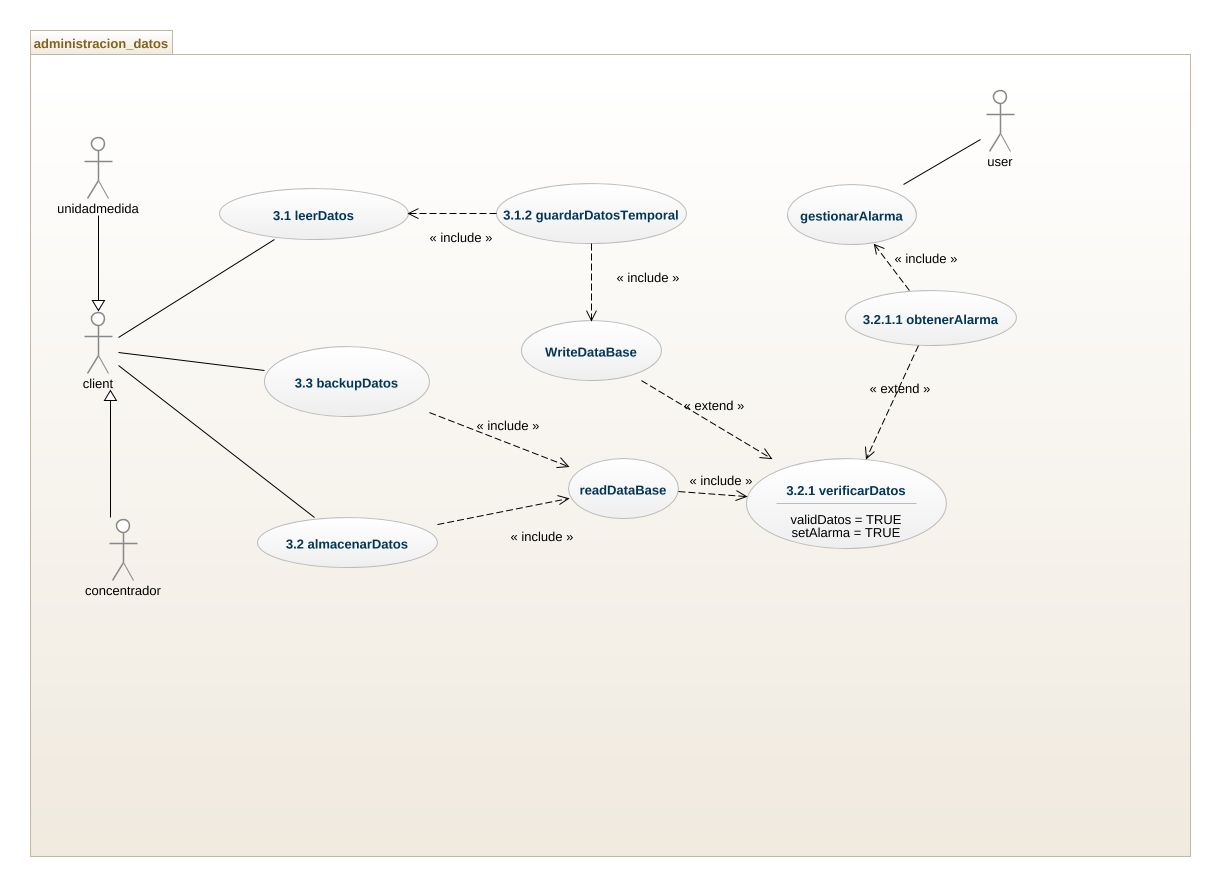 administracion_datos
user
unidadmedida
3.1 leerDatos
3.1.2 guardarDatosTemporal
gestionarAlarma
« include »
« include »
« include »
3.2.1.1 obtenerAlarma
WriteDataBase
client
3.3 backupDatos
« extend »
« extend »
« include »
« include »
readDataBase
3.2.1 verificarDatos
validDatos = TRUE
setAlarma = TRUE
« include »
3.2 almacenarDatos
concentrador